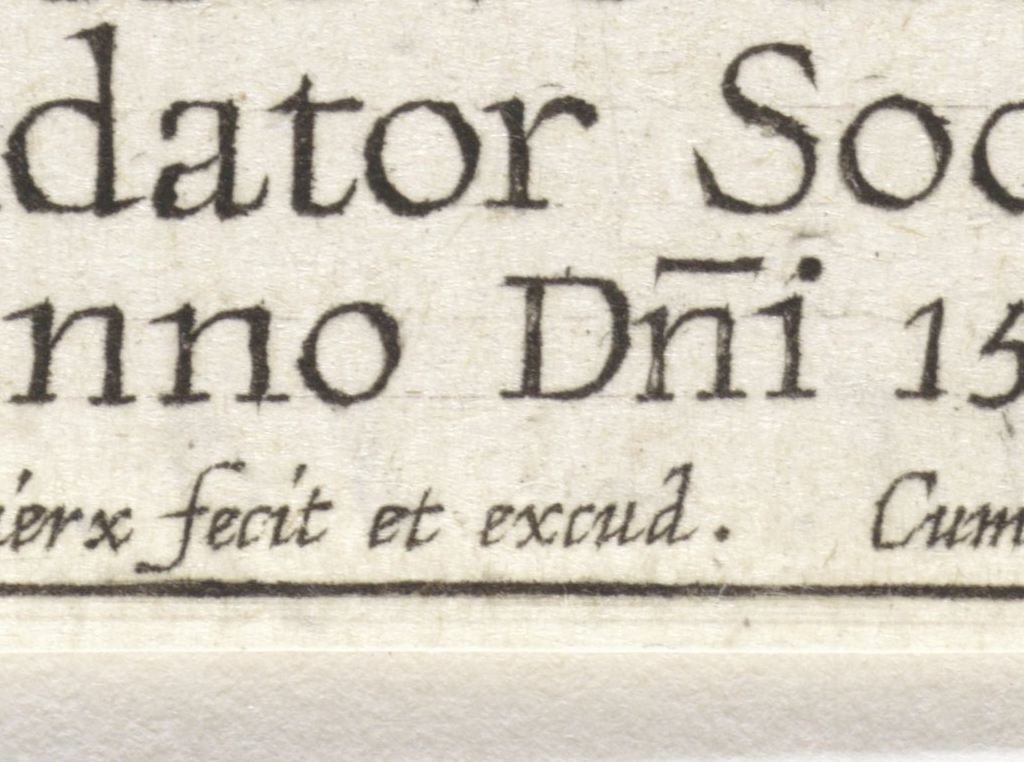 dator Soc
nno Dn̄i 15
ierx fecit et excud. Cum